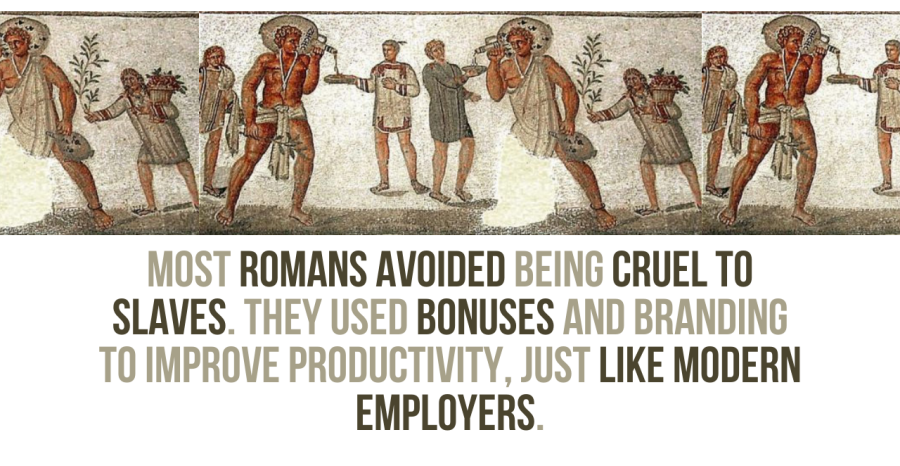 MOST ROMANS AVOIDED BEING CRUEL TO
SLAVES. THEY USED BONUSES AND BRANDING
TO IMPROVE PRODUCTIVITY, JUST LIKE MODERN
EMPLOYERS.